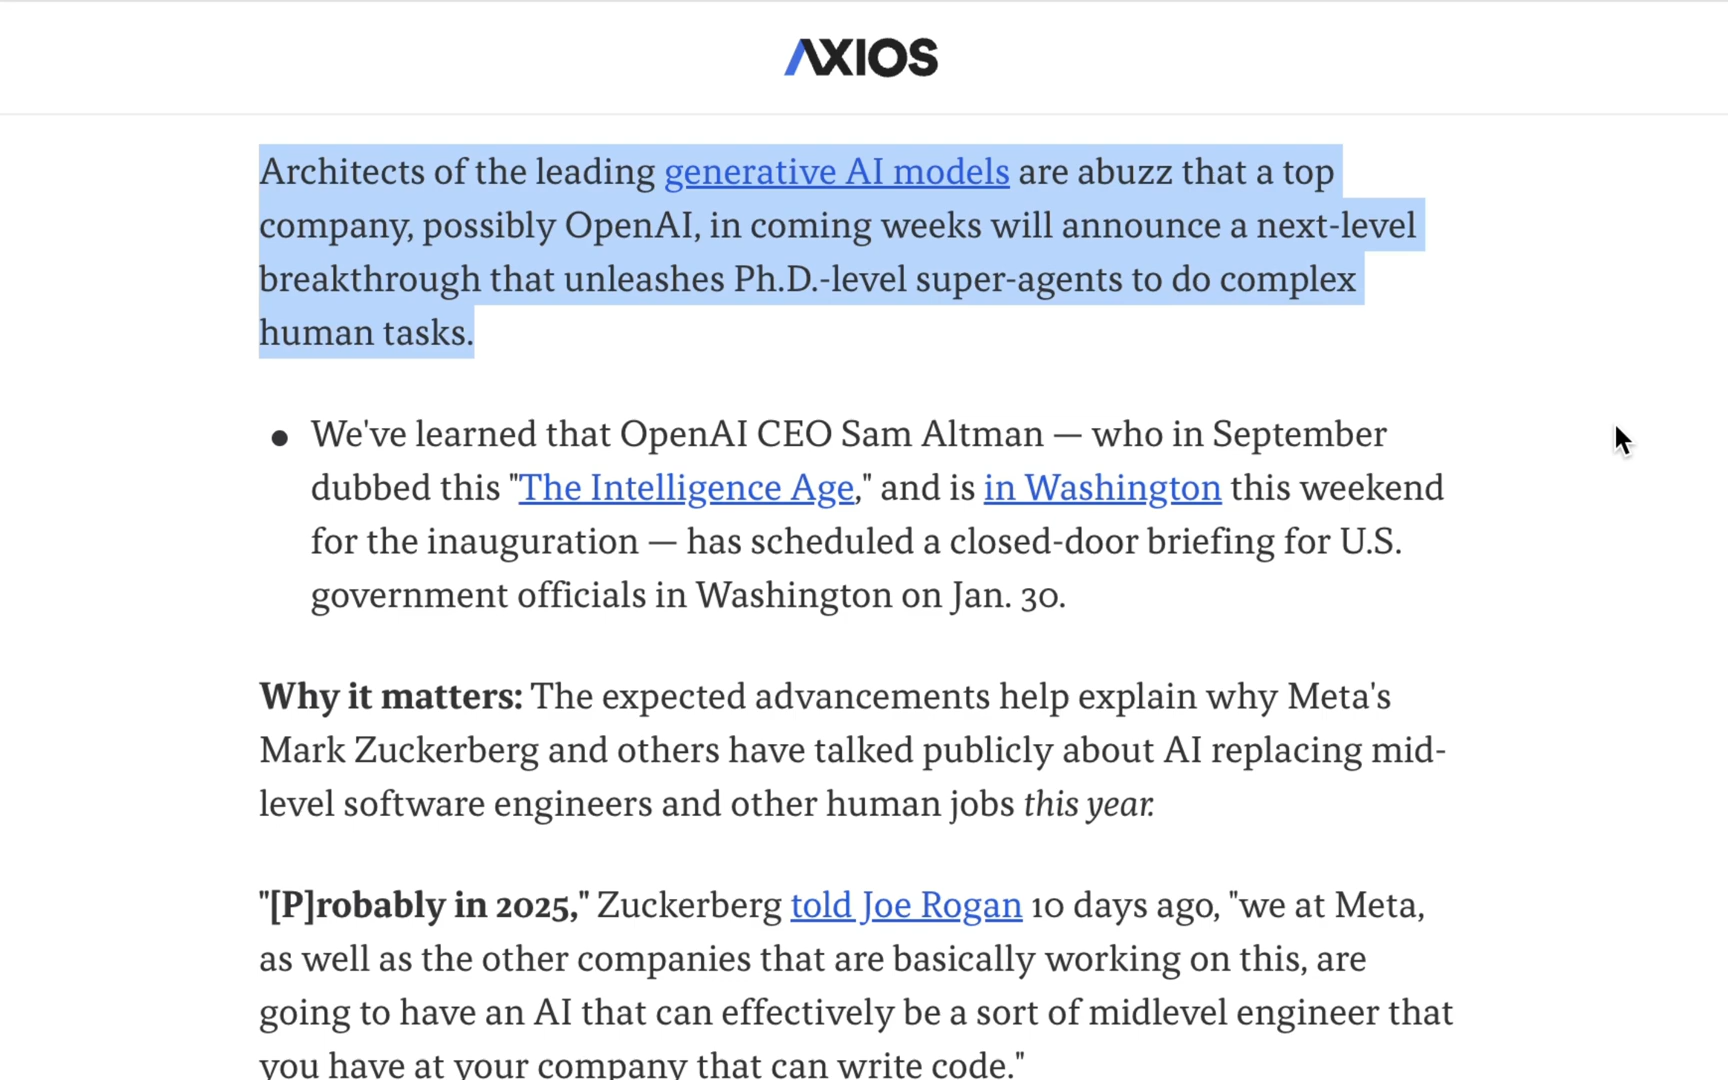 AXIOS
Architects of the leading generative AI models are abuzz that a top
company, possibly OpenAI, in coming weeks will announce a next-level
breakthrough that unleashes Ph.D.-level super-agents to do complex
human tasks.
• We've learned that OpenAI CEO Sam Altman — who in September
dubbed this "The Intelligence Age," and is in Washington this weekend
for the inauguration — has scheduled a closed-door briefing for U.S.
government officials in Washington on Jan. 30.
Why it matters: The expected advancements help explain why Meta's
Mark Zuckerberg and others have talked publicly about AI replacing mid-
level software engineers and other human jobs this year.
"[P]robably in 2025," Zuckerberg told Joe Rogan 10 days ago, "we at Meta,
as well as the other companies that are basically working on this, are
going to have an AI that can effectively be a sort of midlevel engineer that
you have at your company that can write code."